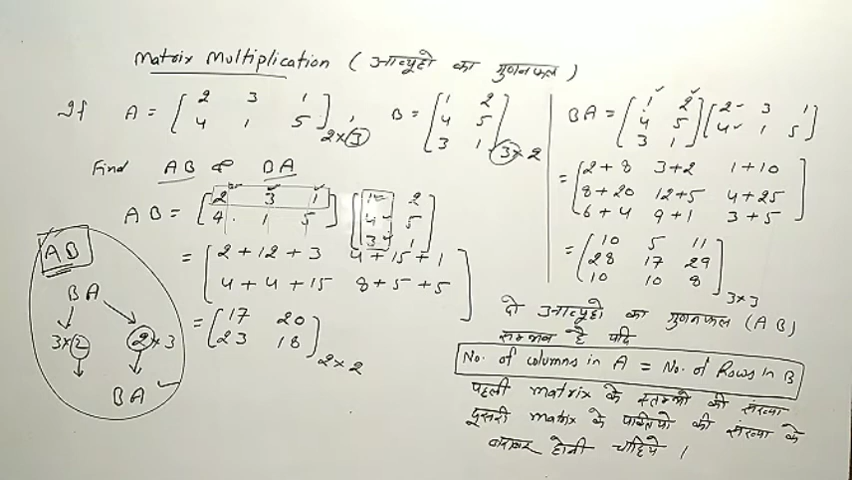 Matrix Multiplication ( आव्यूहो का गुणनफल )
If A = [ 2 3 1
4 1 5 ] 2×3 , B = [ 1 2
4 5
3 1 ] 3×2
Find AB & BA
AB = [ 2 3 1
4 1 5 ] [ 1 2
4 5
3 1 ]
= [ 2+12+3 4+15+1
4+4+15 8+5+5 ]
= [ 17 20
23 18 ] 2×2
AB
BA
3×2 2×3
BA ✓
BA = [ 1 2
4 5
3 1 ] [ 2 3 1
4 1 5 ]
= [ 2+8 3+2 1+10
8+20 12+5 4+25
6+4 9+1 3+5 ]
= [ 10 5 11
28 17 29
10 10 8 ] 3×3
दो आव्यूहो का गुणनफल (AB)
सम्भव है यदि
No. of columns in A = No. of Rows in B
पहली matrix के स्तम्भो की संख्या
दूसरी matrix के पंक्तियो की संख्या के
बराबर होनी चाहिये ।